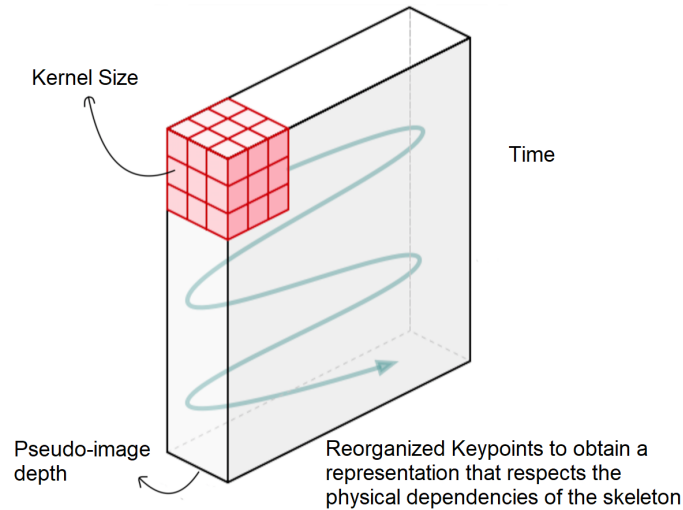 Kernel Size
Time
Pseudo-image
depth
Reorganized Keypoints to obtain a
representation that respects the
physical dependencies of the skeleton